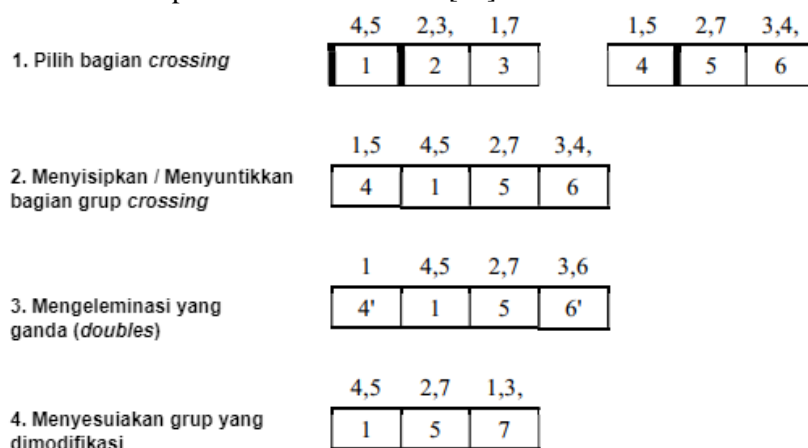 [
]
4,5 2,3, 1,7 1,5 2,7 3,4,
1. Pilih bagian crossing
1 2 3 4 5 6
1,5 4,5 2,7 3,4,
2. Menyisipkan / Menyuntikkan
bagian grup crossing
4 1 5 6
1 4,5 2,7 3,6
3. Mengeleminasi yang
ganda (doubles)
4' 1 5 6'
4,5 2,7 1,3,
4. Menyesuiakan grup yang
dimodifikasi
1 5 7